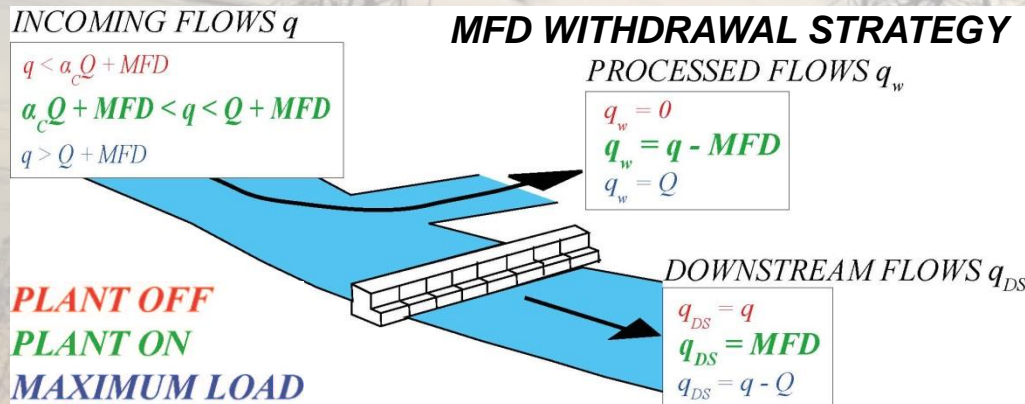 INCOMING FLOWS q
q < α_C Q + MFD
α_C Q + MFD < q < Q + MFD
q > Q + MFD
MFD WITHDRAWAL STRATEGY
PROCESSED FLOWS q_w
q_w = 0
q_w = q - MFD
q_w = Q
DOWNSTREAM FLOWS q_DS
q_DS = q
q_DS = MFD
q_DS = q - Q
PLANT OFF
PLANT ON
MAXIMUM LOAD